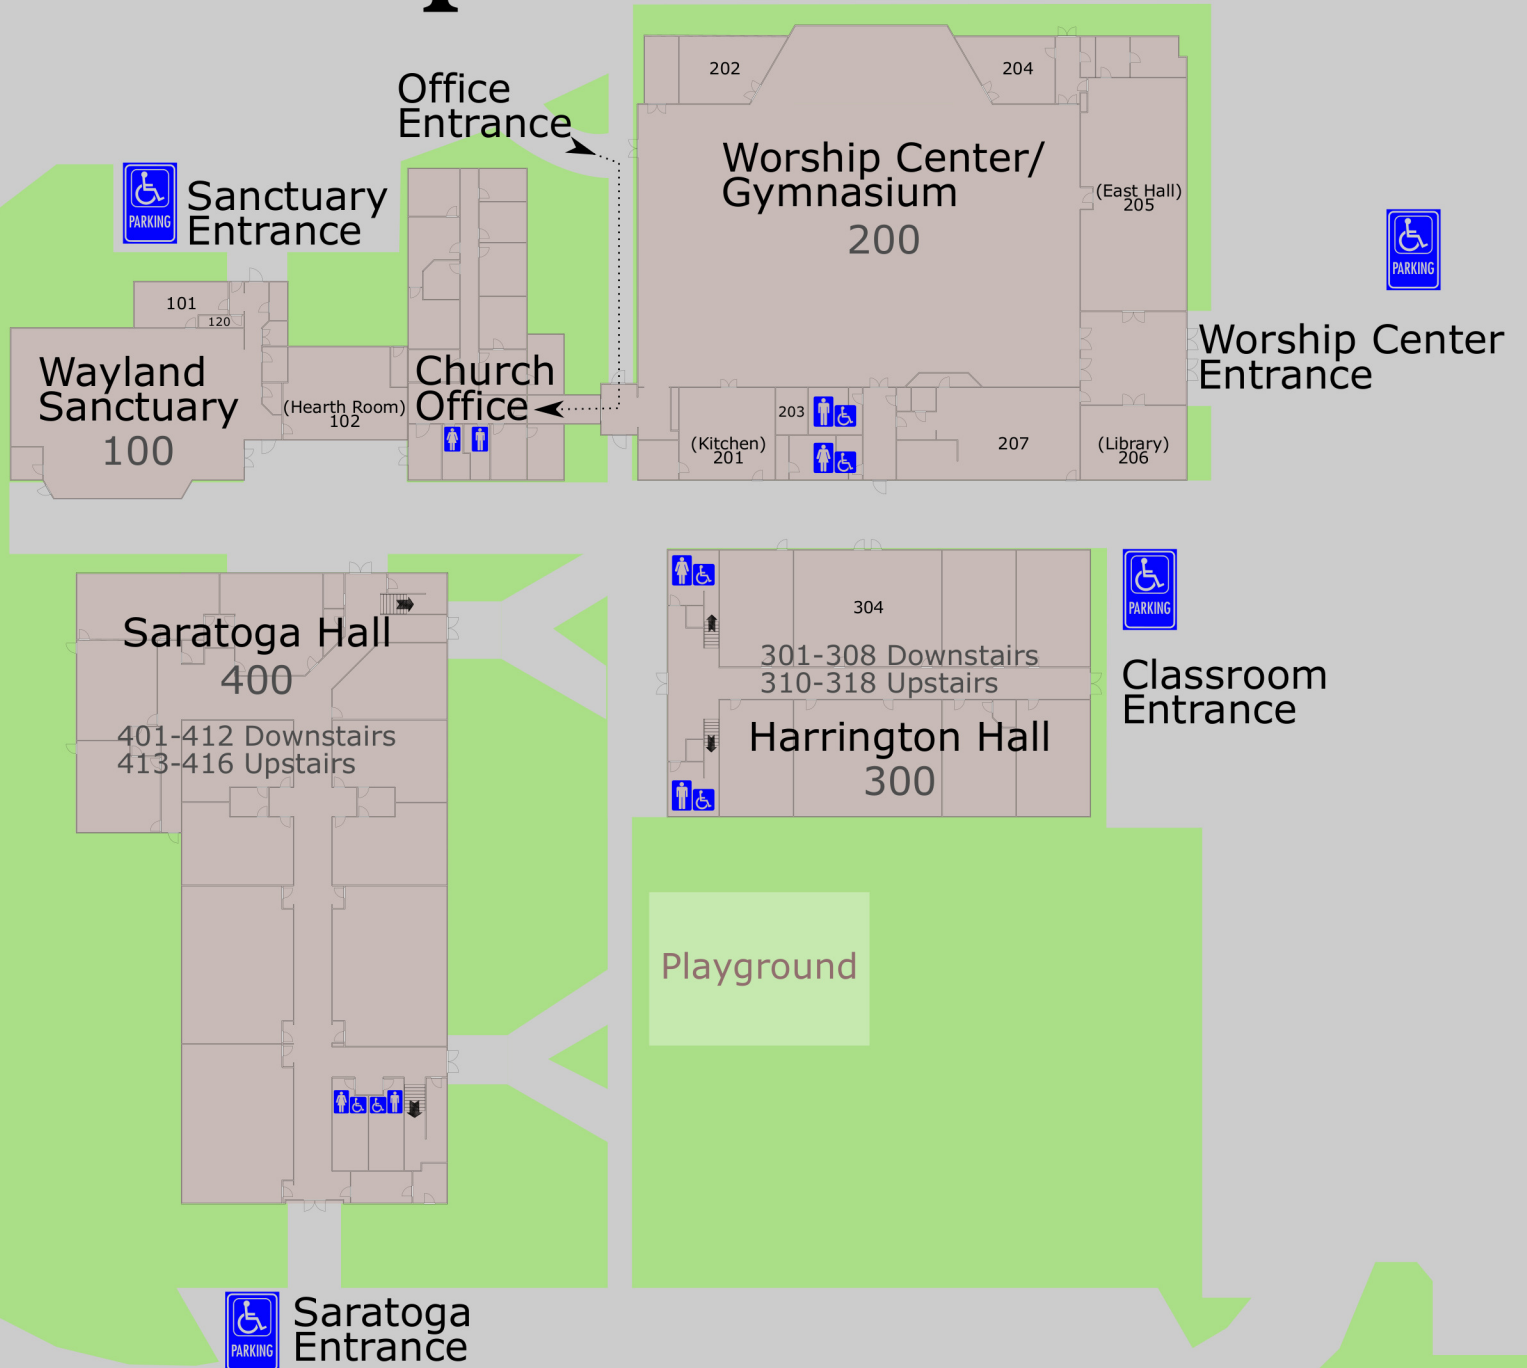 Office
Entrance
202
204
Worship Center/
Gymnasium
200
(East Hall)
205
PARKING
Sanctuary
Entrance
PARKING
101
120
Wayland
Sanctuary
100
(Hearth Room)
102
Church
Office
Worship Center
Entrance
(Kitchen)
201
203
207
(Library)
206
Saratoga Hall
400
401-412 Downstairs
413-416 Upstairs
304
301-308 Downstairs
310-318 Upstairs
Harrington Hall
300
PARKING
Classroom
Entrance
Playground
PARKING
Saratoga
Entrance